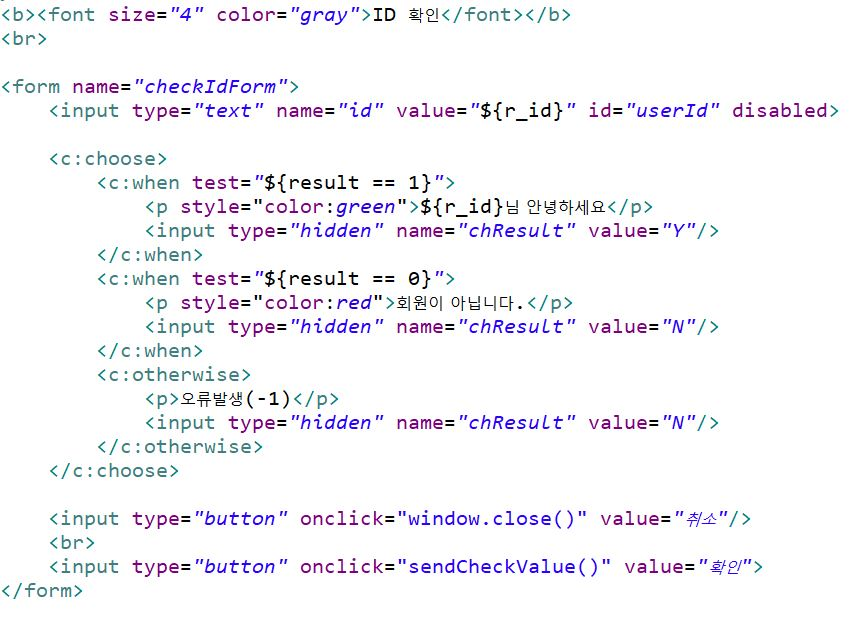 <b><font size="4" color="gray">ID 확인</font></b>
<br>
<form name="checkIdForm">
<input type="text" name="id" value="${r_id}" id="userId" disabled>
<c:choose>
<c:when test="${result == 1}">
<p style="color:green">${r_id}님 안녕하세요</p>
<input type="hidden" name="chResult" value="Y"/>
</c:when>
<c:when test="${result == 0}">
<p style="color:red">회원이 아닙니다.</p>
<input type="hidden" name="chResult" value="N"/>
</c:when>
<c:otherwise>
<p>오류발생(-1)</p>
<input type="hidden" name="chResult" value="N"/>
</c:otherwise>
</c:choose>
<input type="button" onclick="window.close()" value="취소"/>
<br>
<input type="button" onclick="sendCheckValue()" value="확인">
</form>